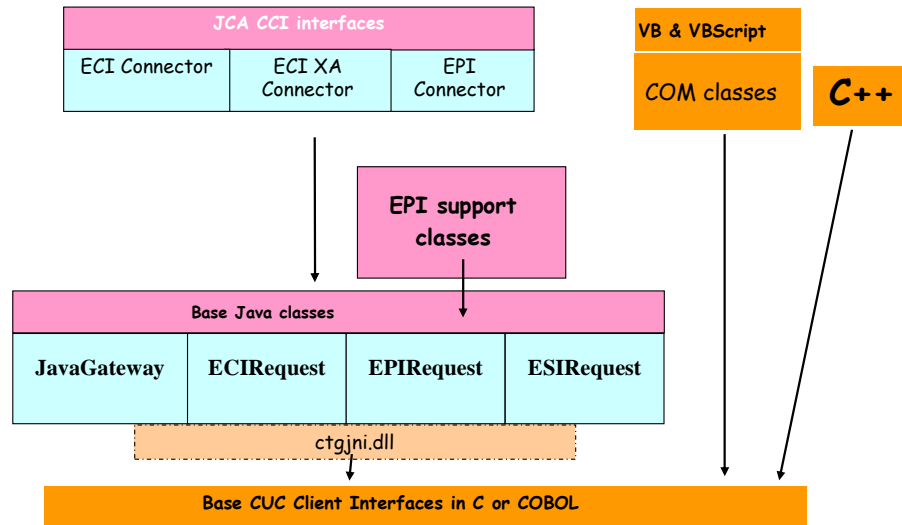 JCA CCI interfaces
ECI Connector
ECI XA
Connector
EPI
Connector
VB & VBScript
COM classes
C++
EPI support
classes
Base Java classes
JavaGateway
ECIRequest
EPIRequest
ESIRequest
ctgjni.dll
Base CUC Client Interfaces in C or COBOL